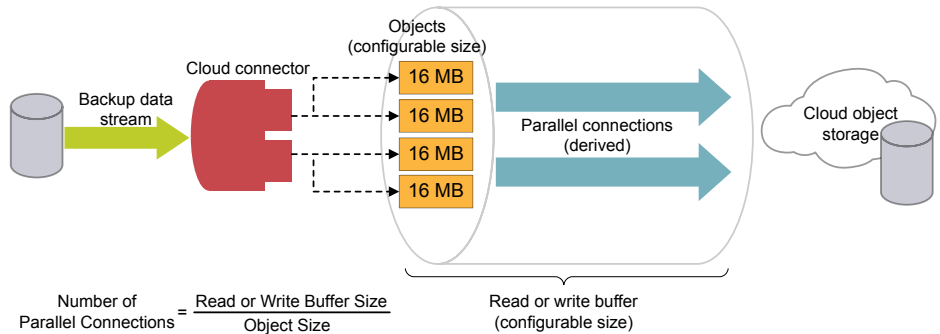 Objects
(configurable size)
Cloud connector
Backup data
stream
16 MB
16 MB
16 MB
16 MB
Parallel connections
(derived)
Cloud object
storage
Number of
Parallel Connections
=
Read or Write Buffer Size
Object Size
Read or write buffer
(configurable size)